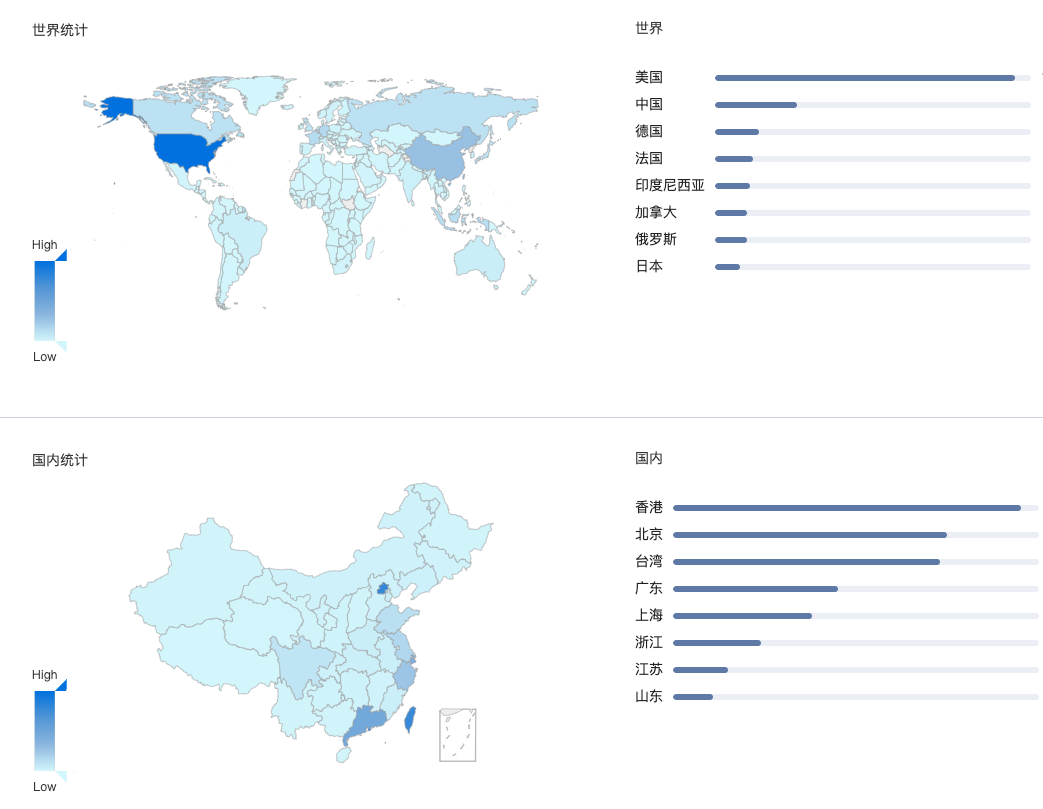 世界统计
High
Low
世界
美国
中国
德国
法国
印度尼西亚
加拿大
俄罗斯
日本
国内统计
High
Low
国内
香港
北京
台湾
广东
上海
浙江
江苏
山东